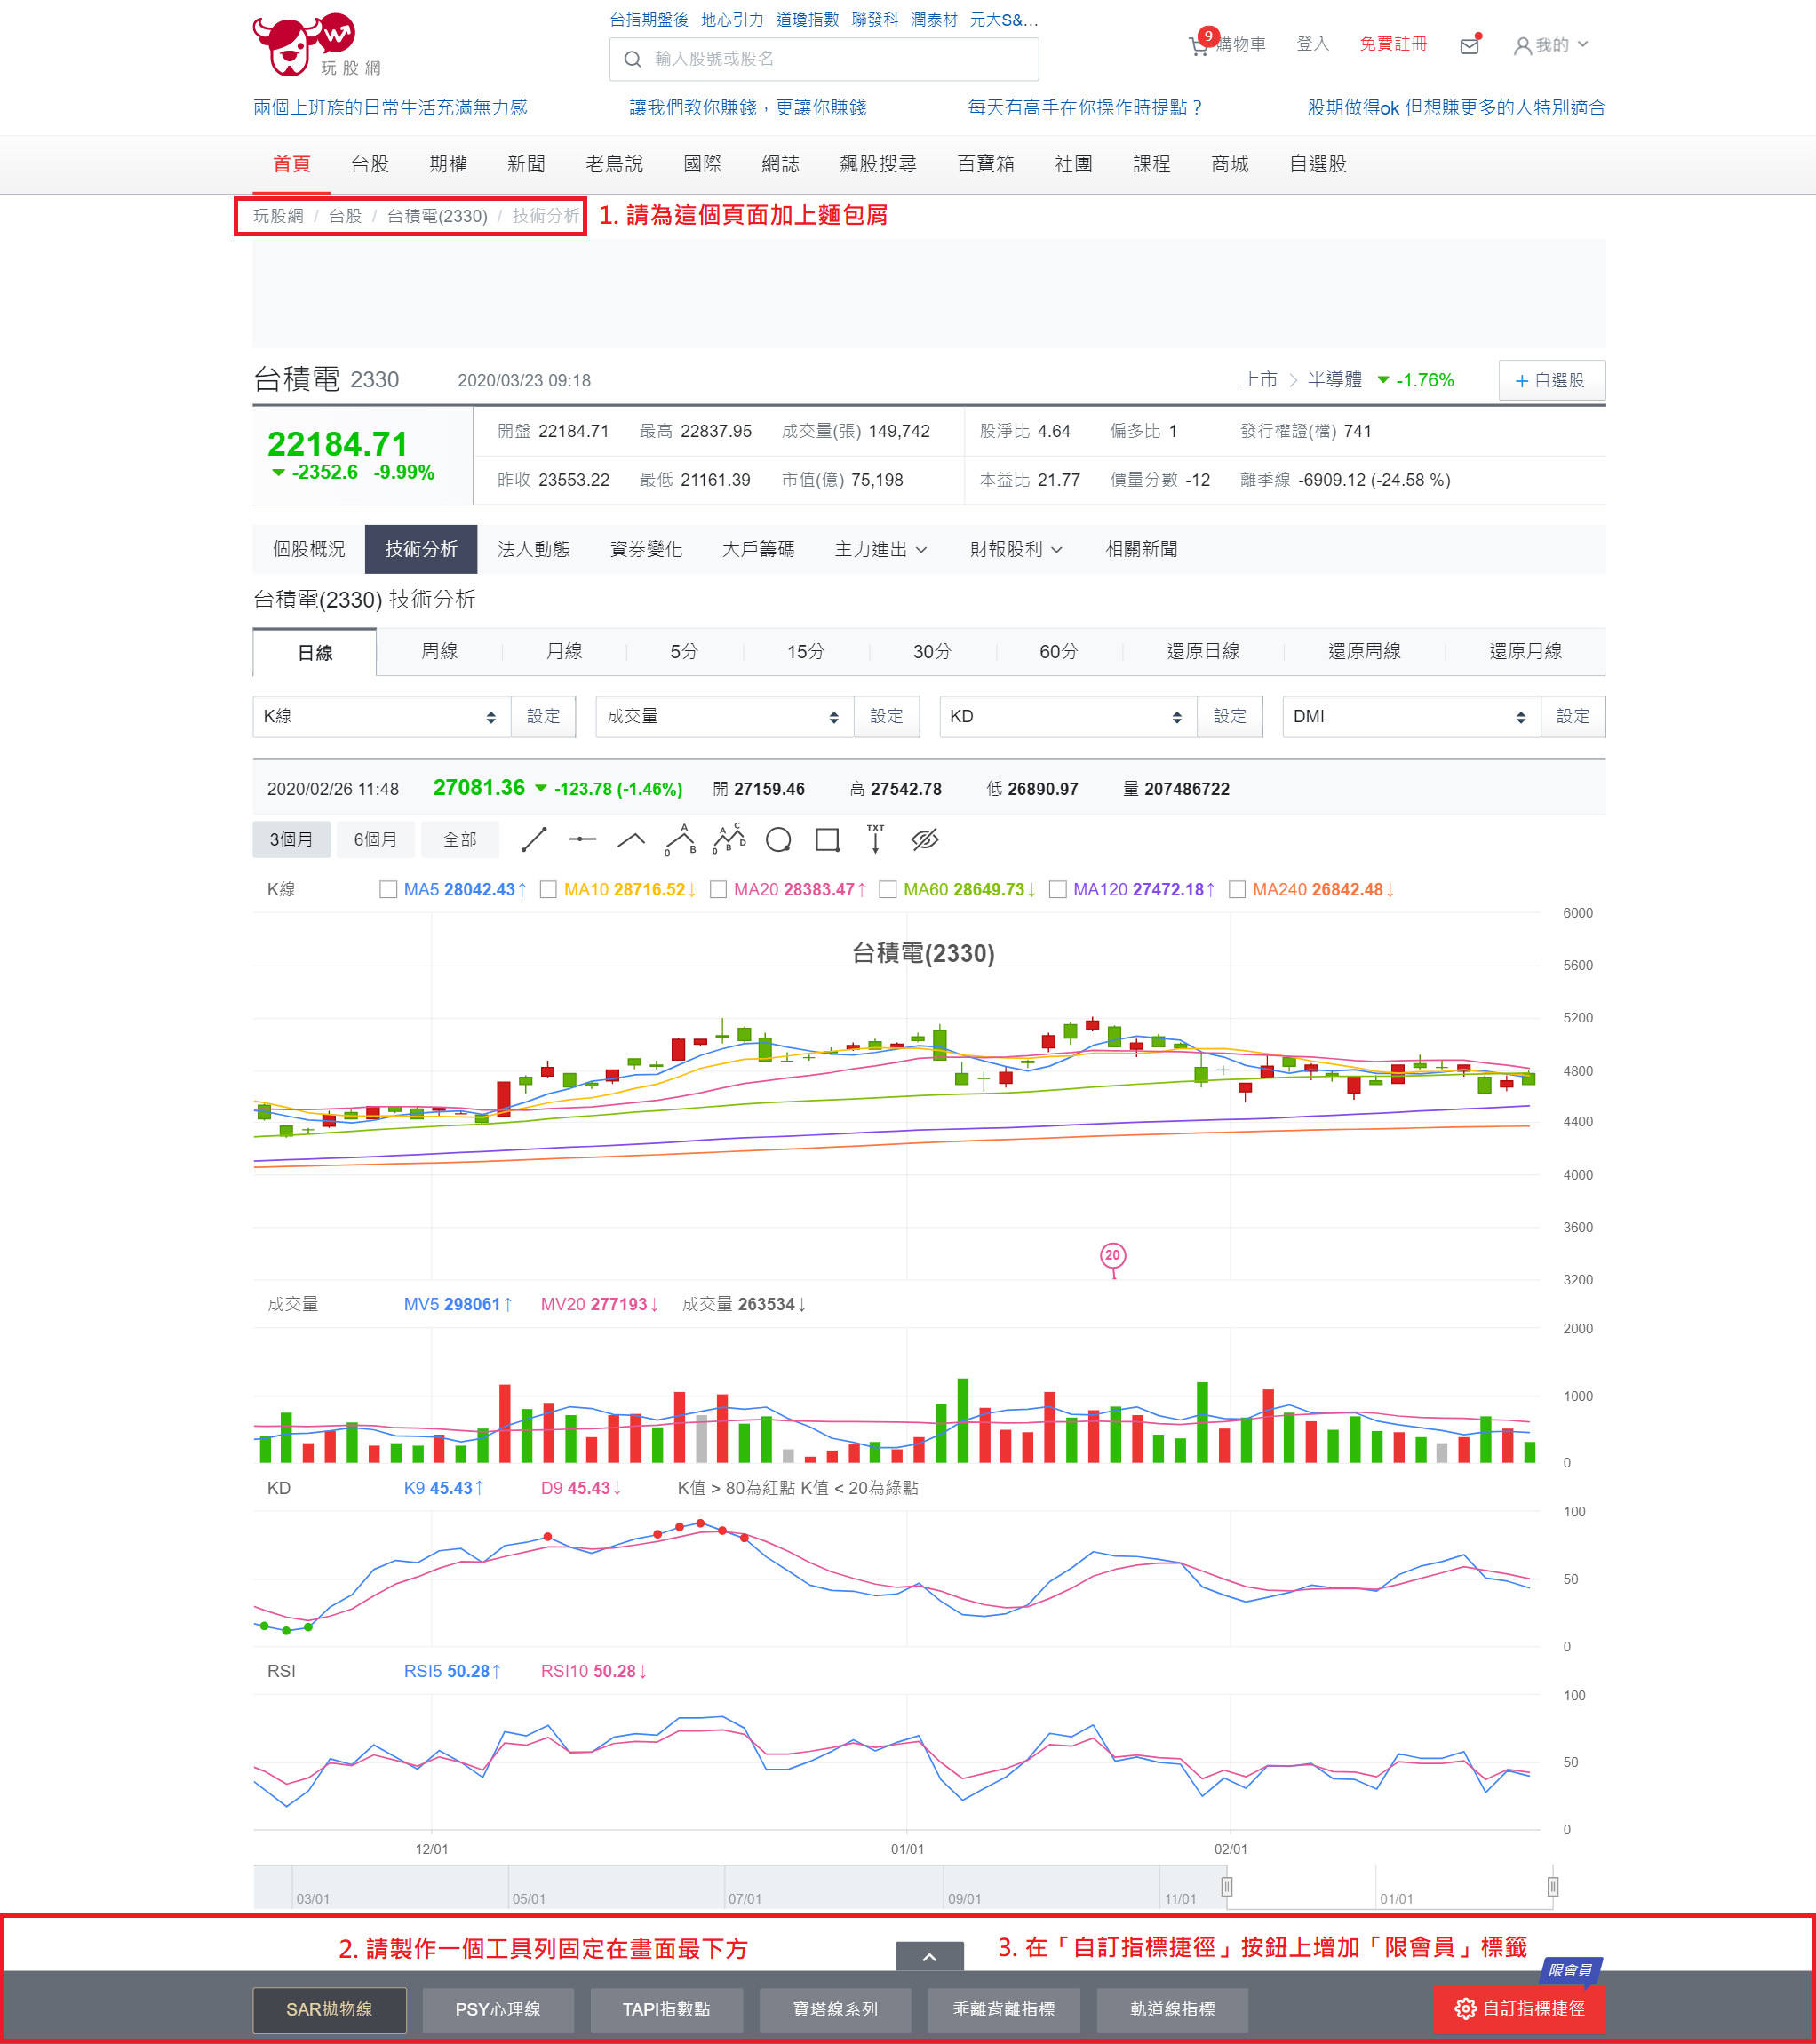 玩股網
台指期盤後 地心引力 道瓊指數 聯發科 潤泰材 元大S&...
輸入股號或股名
9 購物車 登入 免費註冊 我的
兩個上班族的日常生活充滿無力感 讓我們教你賺錢，更讓你賺錢 每天有高手在你操作時提點？ 股期做得ok 但想賺更多的人特別適合
首頁 台股 期權 新聞 老鳥說 國際 網誌 飆股搜尋 百寶箱 社團 課程 商城 自選股
玩股網 / 台股 / 台積電(2330) / 技術分析
1. 請為這個頁面加上麵包屑
台積電 2330 2020/03/23 09:18 上市 半導體 -1.76% +自選股
22184.71
-2352.6 -9.99%
開盤 22184.71 最高 22837.95 成交量(張) 149,742 股淨比 4.64 偏多比 1 發行權證(檔) 741
昨收 23553.22 最低 21161.39 市值(億) 75,198 本益比 21.77 價量分數 -12 離季線 -6909.12 (-24.58 %)
個股概況 技術分析 法人動態 資券變化 大戶籌碼 主力進出 財報股利 相關新聞
台積電(2330) 技術分析
日線 周線 月線 5分 15分 30分 60分 還原日線 還原周線 還原月線
K線 設定 成交量 設定 KD 設定 DMI 設定
2020/02/26 11:48 27081.36 -123.78 (-1.46%) 開 27159.46 高 27542.78 低 26890.97 量 207486722
3個月 6個月 全部 0 A B 0 A B C D TXT
K線 MA5 28042.43↑ MA10 28716.52↓ MA20 28383.47↑ MA60 28649.73↓ MA120 27472.18↑ MA240 26842.48↓
6000
台積電(2330)
5600
5200
4800
4400
4000
3600
20
3200
成交量 MV5 298061↑ MV20 277193↓ 成交量 263534↓
2000
1000
0
KD K9 45.43↑ D9 45.43↓ K值 > 80為紅點 K值 < 20為綠點
100
50
0
RSI RSI5 50.28↑ RSI10 50.28↓
100
50
0
12/01 01/01 02/01
03/01 05/01 07/01 09/01 11/01 01/01
2. 請製作一個工具列固定在畫面最下方
3. 在「自訂指標捷徑」按鈕上增加「限會員」標籤
限會員
SAR拋物線 PSY心理線 TAPI指數點 寶塔線系列 乖離背離指標 軌道線指標 自訂指標捷徑